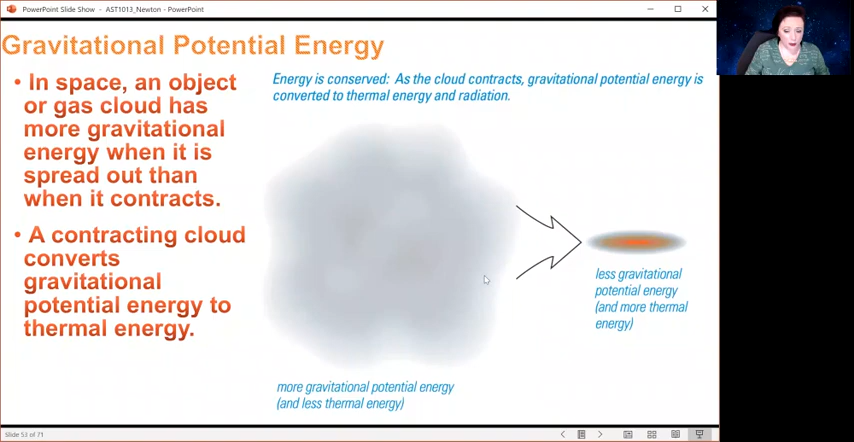 PowerPoint Slide Show - AST1013_Newton - PowerPoint
Gravitational Potential Energy
• In space, an object
or gas cloud has
more gravitational
energy when it is
spread out than
when it contracts.
• A contracting cloud
converts
gravitational
potential energy to
thermal energy.
Energy is conserved: As the cloud contracts, gravitational potential energy is
converted to thermal energy and radiation.
less gravitational
potential energy
(and more thermal
energy)
more gravitational potential energy
(and less thermal energy)
Slide 53 of 71